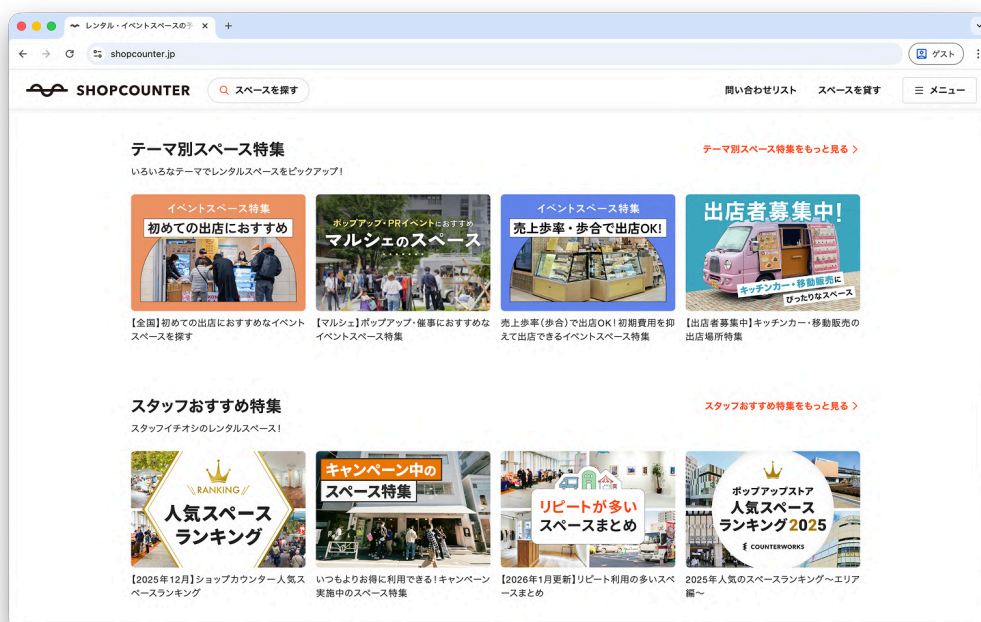 レンタル・イベントスペースの予
shopcounter.jp
ゲスト
SHOPCOUNTER
スペースを探す
問い合わせリスト
スペースを貸す
メニュー
テーマ別スペース特集
テーマ別スペース特集をもっと見る
いろいろなテーマでレンタルスペースをピックアップ!
イベントスペース特集
初めての出店におすすめ
【全国】初めての出店におすすめなイベント
スペースを探す
ポップアップ・PRイベントにおすすめ
マルシェのスペース
【マルシェ】ポップアップ・催事におすすめな
イベントスペース特集
イベントスペース特集
売上歩率・歩合で出店OK!
売上歩率(歩合)で出店OK!初期費用を抑
えて出店できるイベントスペース特集
出店者募集中!
キッチンカー・移動販売に
ぴったりなスペース
【出店者募集中】キッチンカー・移動販売の
出店場所特集
スタッフおすすめ特集
スタッフおすすめ特集をもっと見る
スタッフイチオシのレンタルスペース!
RANKING
人気スペース
ランキング
【2025年12月】ショップカウンター人気ス
ペースランキング
キャンペーン中の
スペース特集
いつもよりお得に利用できる!キャンペーン
実施中のスペース特集
リピートが多い
スペースまとめ
【2026年1月更新】リピート利用の多いスペ
ースまとめ
ポップアップストア
人気スペース
ランキング2025
COUNTERWORKS
2025年人気のスペースランキング〜エリア
編〜